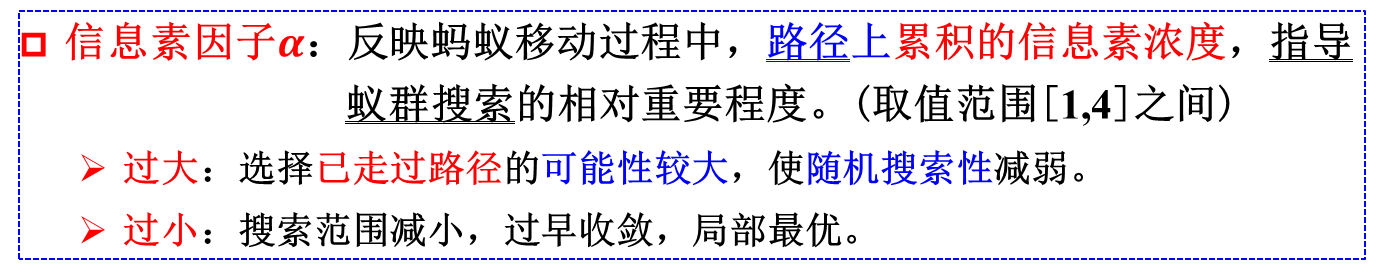 信息素因子α：反映蚂蚁移动过程中，路径上累积的信息素浓度，指导
蚁群搜索的相对重要程度。(取值范围[1,4]之间)
过大：选择已走过路径的可能性较大，使随机搜索性减弱。
过小：搜索范围减小，过早收敛，局部最优。